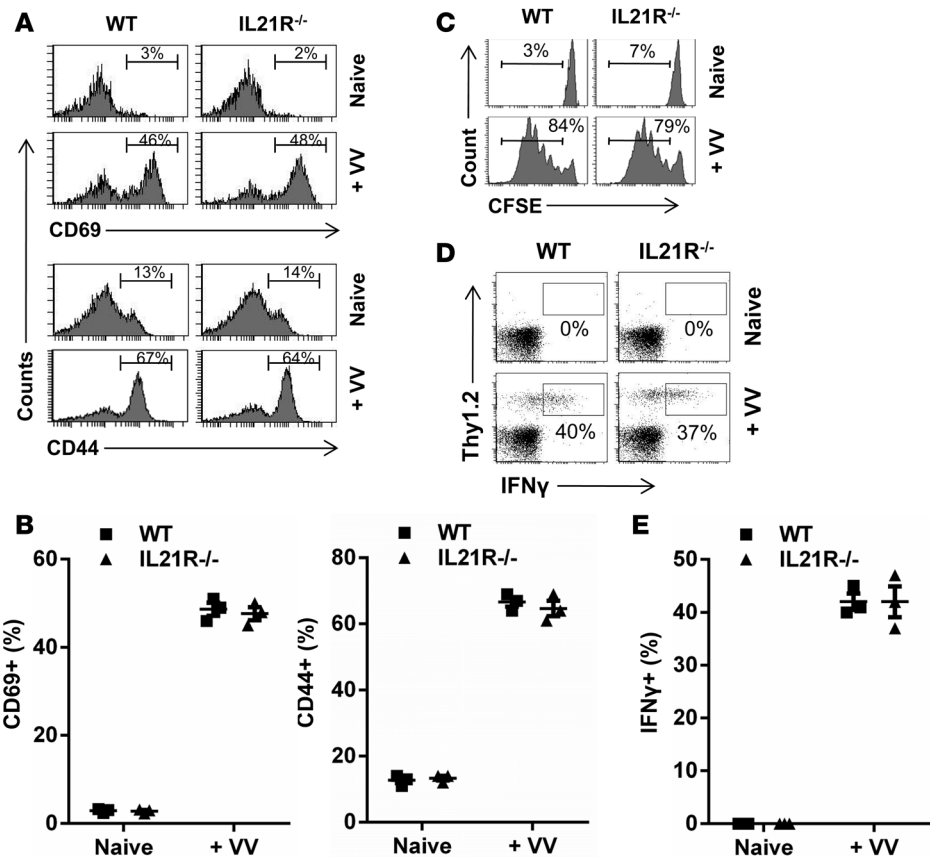 A
WT
IL21R-/-
3%
2%
Naive
46%
48%
+ VV
CD69
13%
14%
Naive
67%
64%
+ VV
Counts
CD44
C
WT
IL21R-/-
3%
7%
Naive
84%
79%
+ VV
Count
CFSE
D
WT
IL21R-/-
0%
0%
Naive
40%
37%
+ VV
Thy1.2
IFNγ
B
WT
IL21R-/-
60
40
20
0
CD69+ (%)
Naive
+ VV
WT
IL21R-/-
80
60
40
20
0
CD44+ (%)
Naive
+ VV
E
WT
IL21R-/-
50
40
30
20
10
0
IFNγ+ (%)
Naive
+ VV